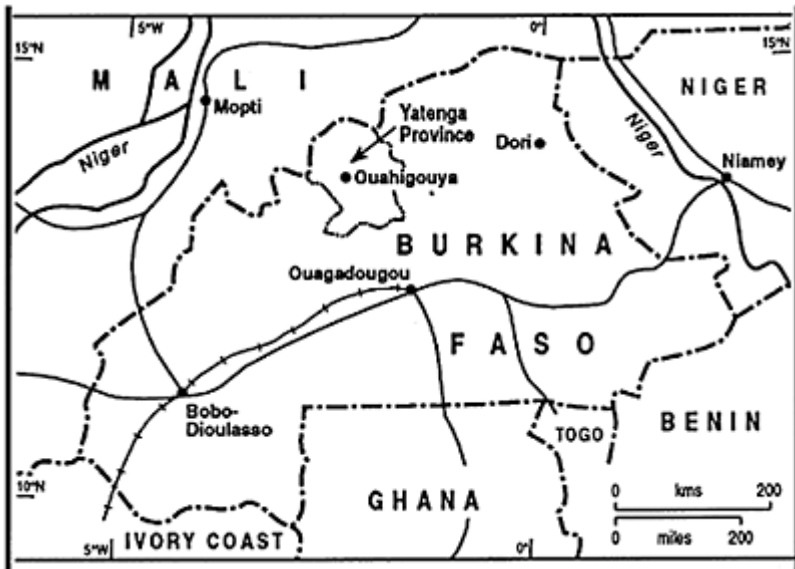 5°W
0°
15°N
15°N
M A L I
NIGER
Mopti
Yatenga
Province
Dori
Niger
Niger
Niamey
Ouahigouya
BURKINA
Ouagadougou
FASO
Bobo-
Dioulasso
TOGO
BENIN
10°N
GHANA
0 kms 200
0 miles 200
5°W
IVORY COAST
0°